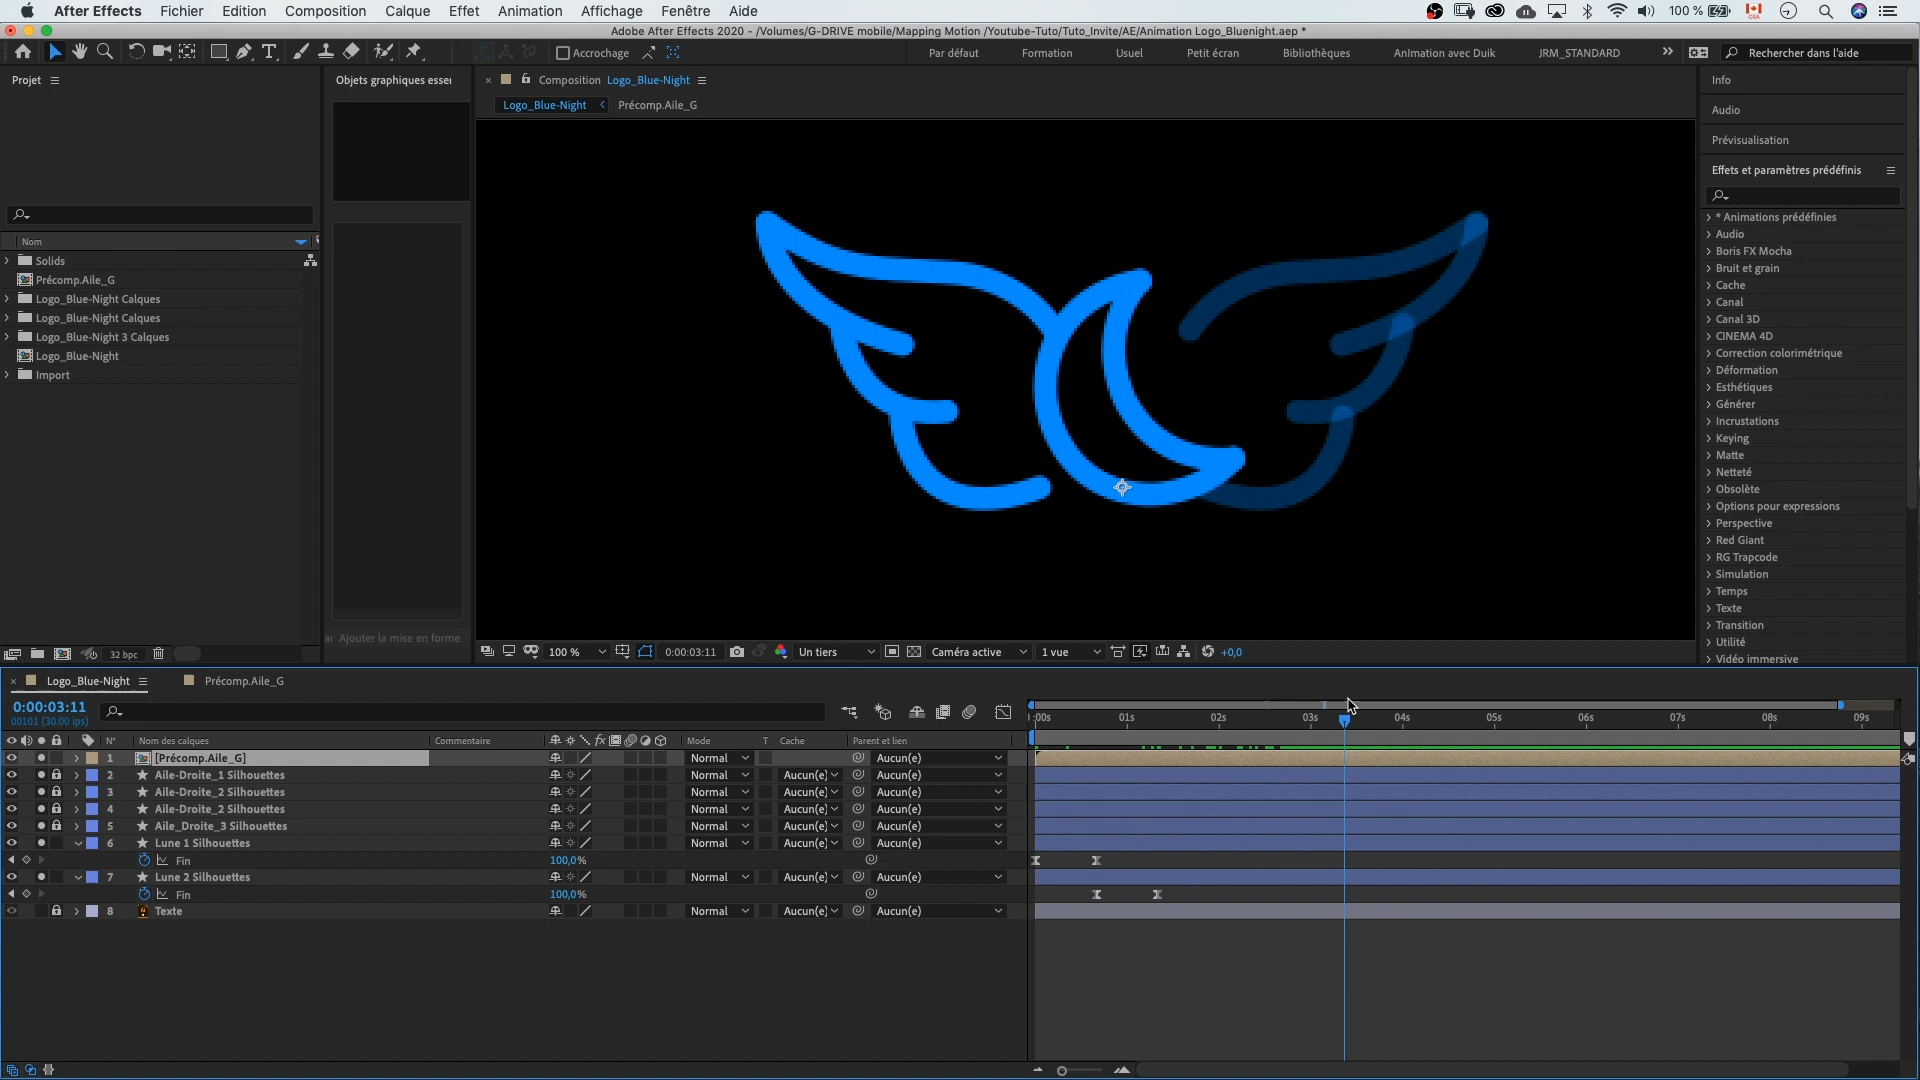 After Effects Fichier Edition Composition Calque Effet Animation Affichage Fenêtre Aide 100 %
Adobe After Effects 2020 - /Volumes/G-DRIVE mobile/Mapping Motion /Youtube-Tuto/Tuto_Invite/AE/Animation Logo_Bluenight.aep *
Accrochage Par défaut Formation Usuel Petit écran Bibliothèques Animation avec Duik JRM_STANDARD Rechercher dans l'aide
Projet
Nom
Solids
Précomp.Aile_G
Logo_Blue-Night Calques
Logo_Blue-Night Calques
Logo_Blue-Night 3 Calques
Logo_Blue-Night
Import
32 bpc
Objets graphiques esser
Ajouter la mise en forme
Composition Logo_Blue-Night
Logo_Blue-Night Précomp.Aile_G
100 % 0:00:03:11 Un tiers Caméra active 1 vue +0,0
Info
Audio
Prévisualisation
Effets et paramètres prédéfinis
* Animations prédéfinies
Audio
Boris FX Mocha
Bruit et grain
Cache
Canal
Canal 3D
CINEMA 4D
Correction colorimétrique
Déformation
Esthétiques
Générer
Incrustations
Keying
Matte
Netteté
Obsolète
Options pour expressions
Perspective
Red Giant
RG Trapcode
Simulation
Temps
Texte
Transition
Utilité
Vidéo immersive
Logo_Blue-Night Précomp.Aile_G
0:00:03:11
00101 (30.00 ips)
:00s 01s 02s 03s 04s 05s 06s 07s 08s 09s
N° Nom des calques Commentaire fx Mode T Cache Parent et lien
1 [Précomp.Aile_G] Normal Aucun(e)
2 Aile-Droite_1 Silhouettes Normal Aucun(e) Aucun(e)
3 Aile-Droite_2 Silhouettes Normal Aucun(e) Aucun(e)
4 Aile-Droite_2 Silhouettes Normal Aucun(e) Aucun(e)
5 Aile_Droite_3 Silhouettes Normal Aucun(e) Aucun(e)
6 Lune 1 Silhouettes Normal Aucun(e) Aucun(e)
Fin 100,0%
7 Lune 2 Silhouettes Normal Aucun(e) Aucun(e)
Fin 100,0%
8 Texte Normal Aucun(e) Aucun(e)